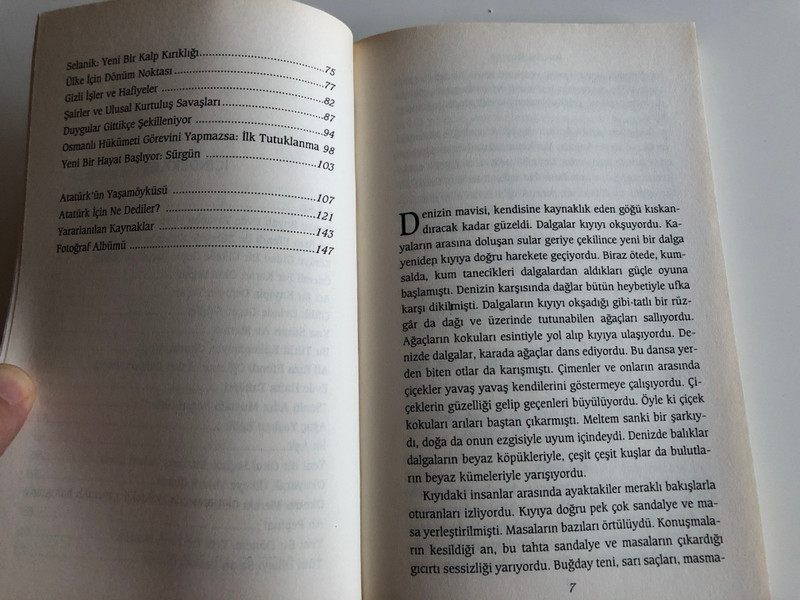 Selanik: Yeni Bir Kalp Kırıklığı..............................75
Ülke İçin Dönüm Noktası..............................77
Gizli İşler ve Hafiyeler ..............................82
Şairler ve Ulusal Kurtuluş Savaşları..............................87
Duygular Gittikçe Şekilleniyor ..............................94
Osmanlı Hükümeti Görevini Yapmazsa: İlk Tutuklanma 98
Yeni Bir Hayat Başlıyor: Sürgün ..............................103
Atatürk'ün Yaşamöyküsü ..............................107
Atatürk İçin Ne Dediler? ..............................121
Yararlanılan Kaynaklar ..............................143
Fotoğraf Albümü ..............................147
Denizin mavisi, kendisine kaynaklık eden göğü kıskan-
dıracak kadar güzeldi. Dalgalar kıyıyı okşuyordu. Ka-
yaların arasına doluşan sular geriye çekilince yeni bir dalga
yeniden kıyıya doğru harekete geçiyordu. Biraz ötede, kum-
salda, kum tanecikleri dalgalardan aldıkları güçle oyuna
başlamıştı. Denizin karşısında dağlar bütün heybetiyle ufka
karşı dikilmişti. Dalgaların kıyıyı okşadığı gibi tatlı bir rüz-
gâr da dağı ve üzerinde tutunabilen ağaçları sallıyordu.
Ağaçların kokuları esintiyle yol alıp kıyıya ulaşıyordu. De-
nizde dalgalar, karada ağaçlar dans ediyordu. Bu dansa yer-
den biten otlar da karışmıştı. Çimenler ve onların arasında
çiçekler yavaş yavaş kendilerini göstermeye çalışıyordu. Çi-
çeklerin güzelliği gelip geçenleri büyülüyordu. Öyle ki çiçek
kokuları arıları baştan çıkarmıştı. Meltem sanki bir şarkıy-
dı, doğa da onun ezgisiyle uyum içindeydi. Denizde balıklar
dalgaların beyaz köpükleriyle, çeşit çeşit kuşlar da bulutla-
rın beyaz kümeleriyle yarışıyordu.
Kıyıdaki insanlar arasında ayaktakiler meraklı bakışlarla
oturanları izliyordu. Kıyıya doğru pek çok sandalye ve ma-
sa yerleştirilmişti. Masaların bazıları örtülüydü. Konuşmala-
rın kesildiği an, bu tahta sandalye ve masaların çıkardığı
gıcırtı sessizliği yarıyordu. Buğday teni, sarı saçları, masma-
7